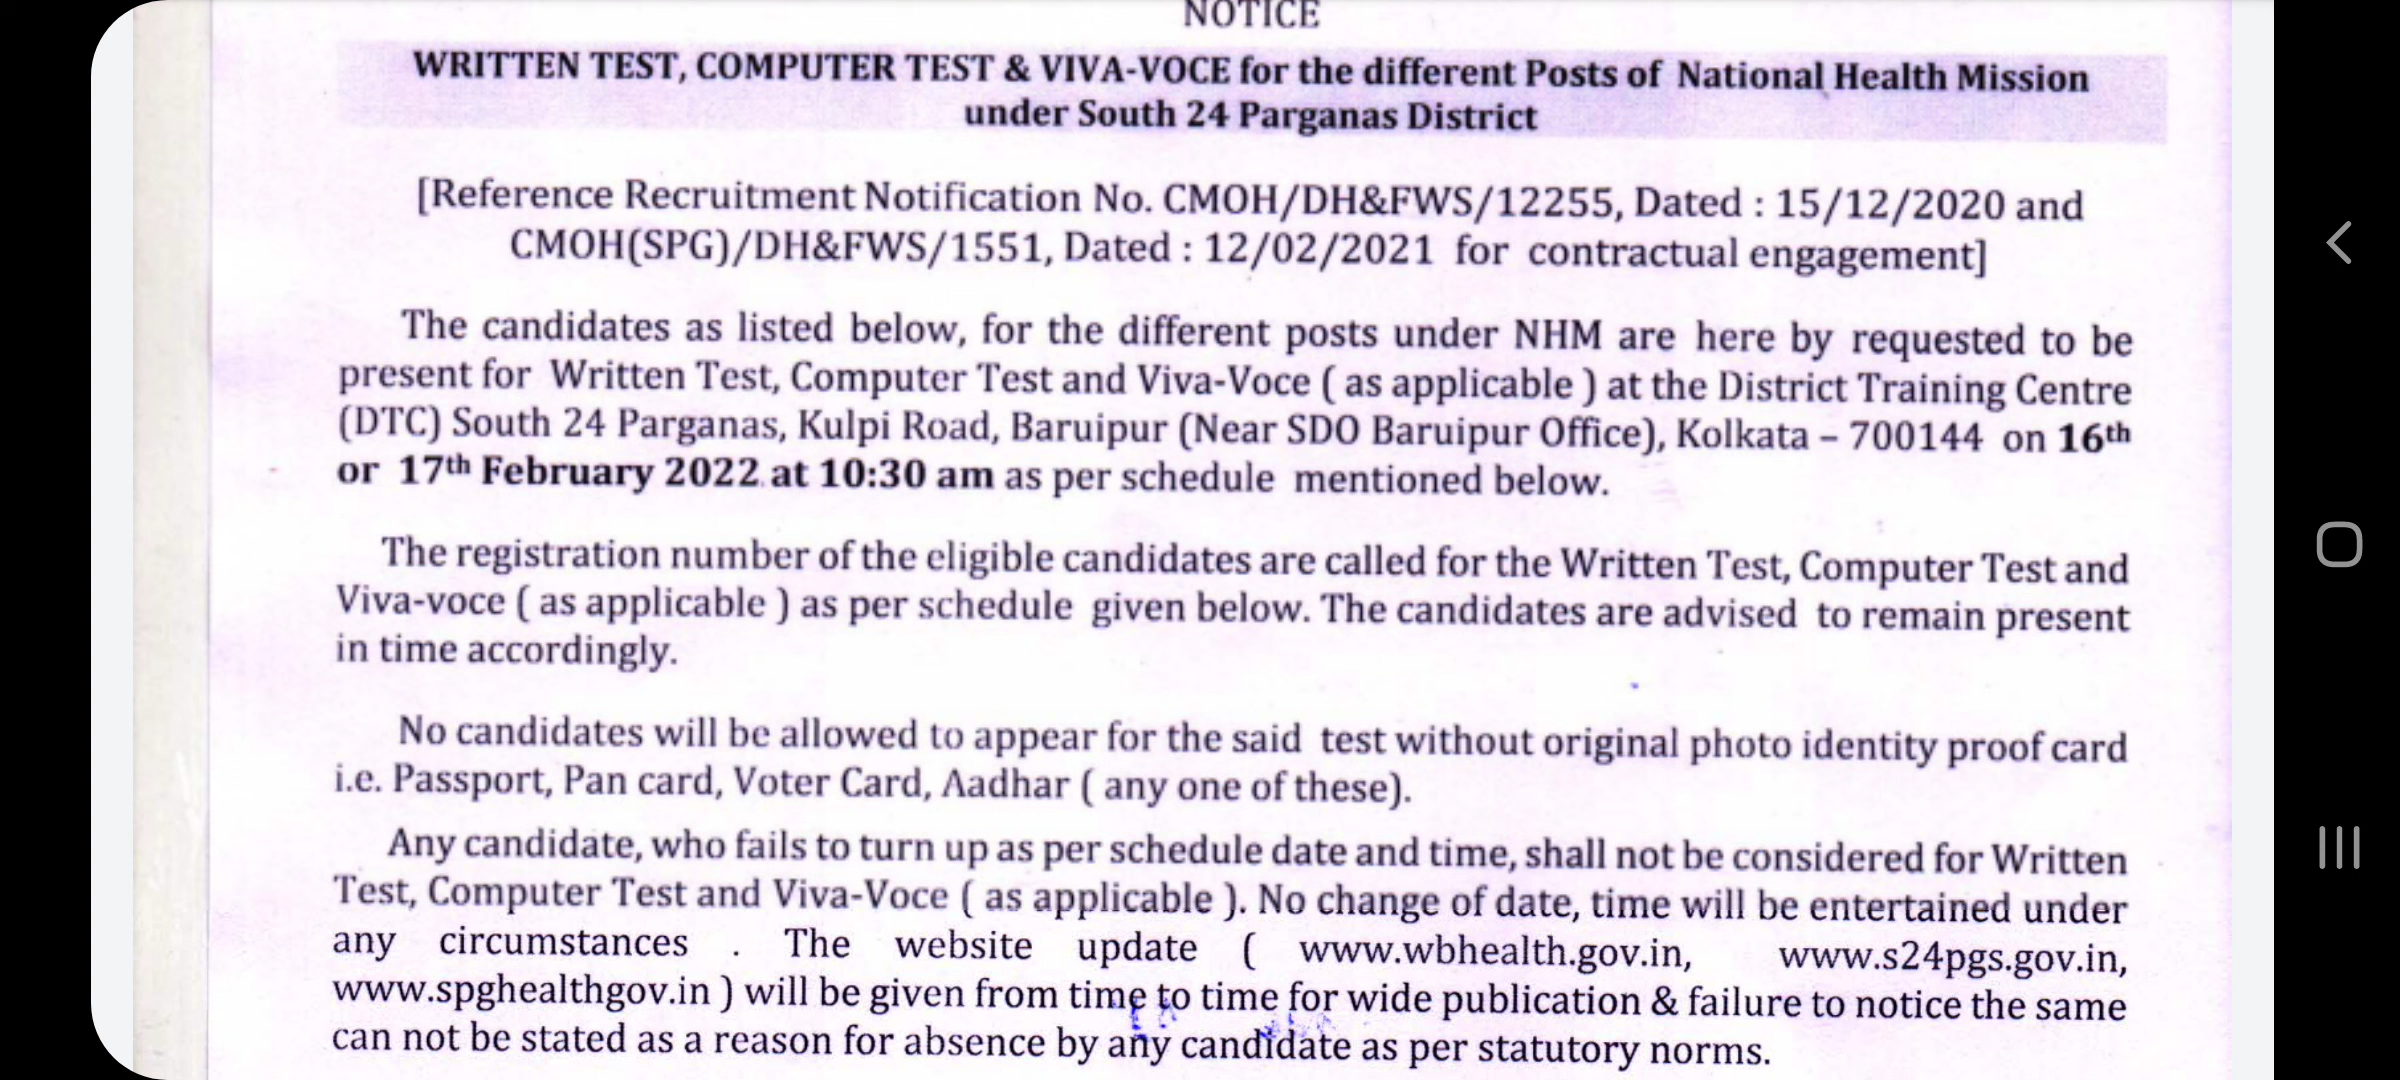 NOTICE
WRITTEN TEST, COMPUTER TEST & VIVA-VOCE for the different Posts of National Health Mission
under South 24 Parganas District
[Reference Recruitment Notification No. CMOH/DH&FWS/12255, Dated : 15/12/2020 and
CMOH(SPG)/DH&FWS/1551, Dated : 12/02/2021 for contractual engagement]
The candidates as listed below, for the different posts under NHM are here by requested to be
present for Written Test, Computer Test and Viva-Voce ( as applicable ) at the District Training Centre
(DTC) South 24 Parganas, Kulpi Road, Baruipur (Near SDO Baruipur Office), Kolkata – 700144 on 16th
or 17th February 2022 at 10:30 am as per schedule mentioned below.
The registration number of the eligible candidates are called for the Written Test, Computer Test and
Viva-voce ( as applicable ) as per schedule given below. The candidates are advised to remain present
in time accordingly.
No candidates will be allowed to appear for the said test without original photo identity proof card
i.e. Passport, Pan card, Voter Card, Aadhar ( any one of these).
Any candidate, who fails to turn up as per schedule date and time, shall not be considered for Written
Test, Computer Test and Viva-Voce ( as applicable ). No change of date, time will be entertained under
any circumstances . The website update ( www.wbhealth.gov.in, www.s24pgs.gov.in,
www.spghealthgov.in ) will be given from time to time for wide publication & failure to notice the same
can not be stated as a reason for absence by any candidate as per statutory norms.